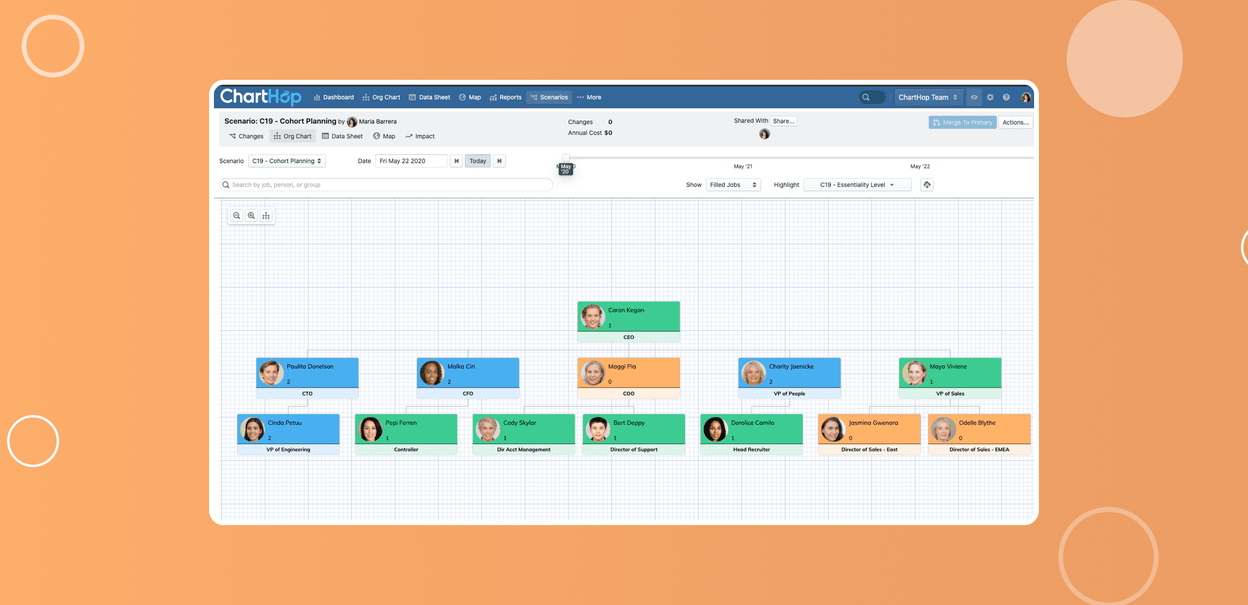 ChartHop Dashboard Org Chart Data Sheet Map Reports Scenarios More ChartHop Team
Scenario: C19 - Cohort Planning by Maria Barrera
Changes Org Chart Data Sheet Map Impact
Changes 0
Annual Cost $0
Shared With Share...
Merge To Primary Actions...
Scenario C19 - Cohort Planning Date Fri May 22 2020 Today
May '20 May '21 May '22
Search by job, person, or group
Show Filled Jobs Highlight C19 - Essentiality Level
Caron Kegan
1
CEO
Paulita Donelson
2
CTO
Malka Ciri
2
CFO
Maggi Pia
0
COO
Charity Jaenicke
2
VP of People
Maya Viviene
1
VP of Sales
Cinda Petuu
2
VP of Engineering
Pepi Ferren
1
Controller
Cody Skylar
1
Dir Acct Management
Bert Deppy
1
Director of Support
Dorolice Camilo
1
Head Recruiter
Jasmina Gwenora
0
Director of Sales - East
Odelle Blythe
0
Director of Sales - EMEA